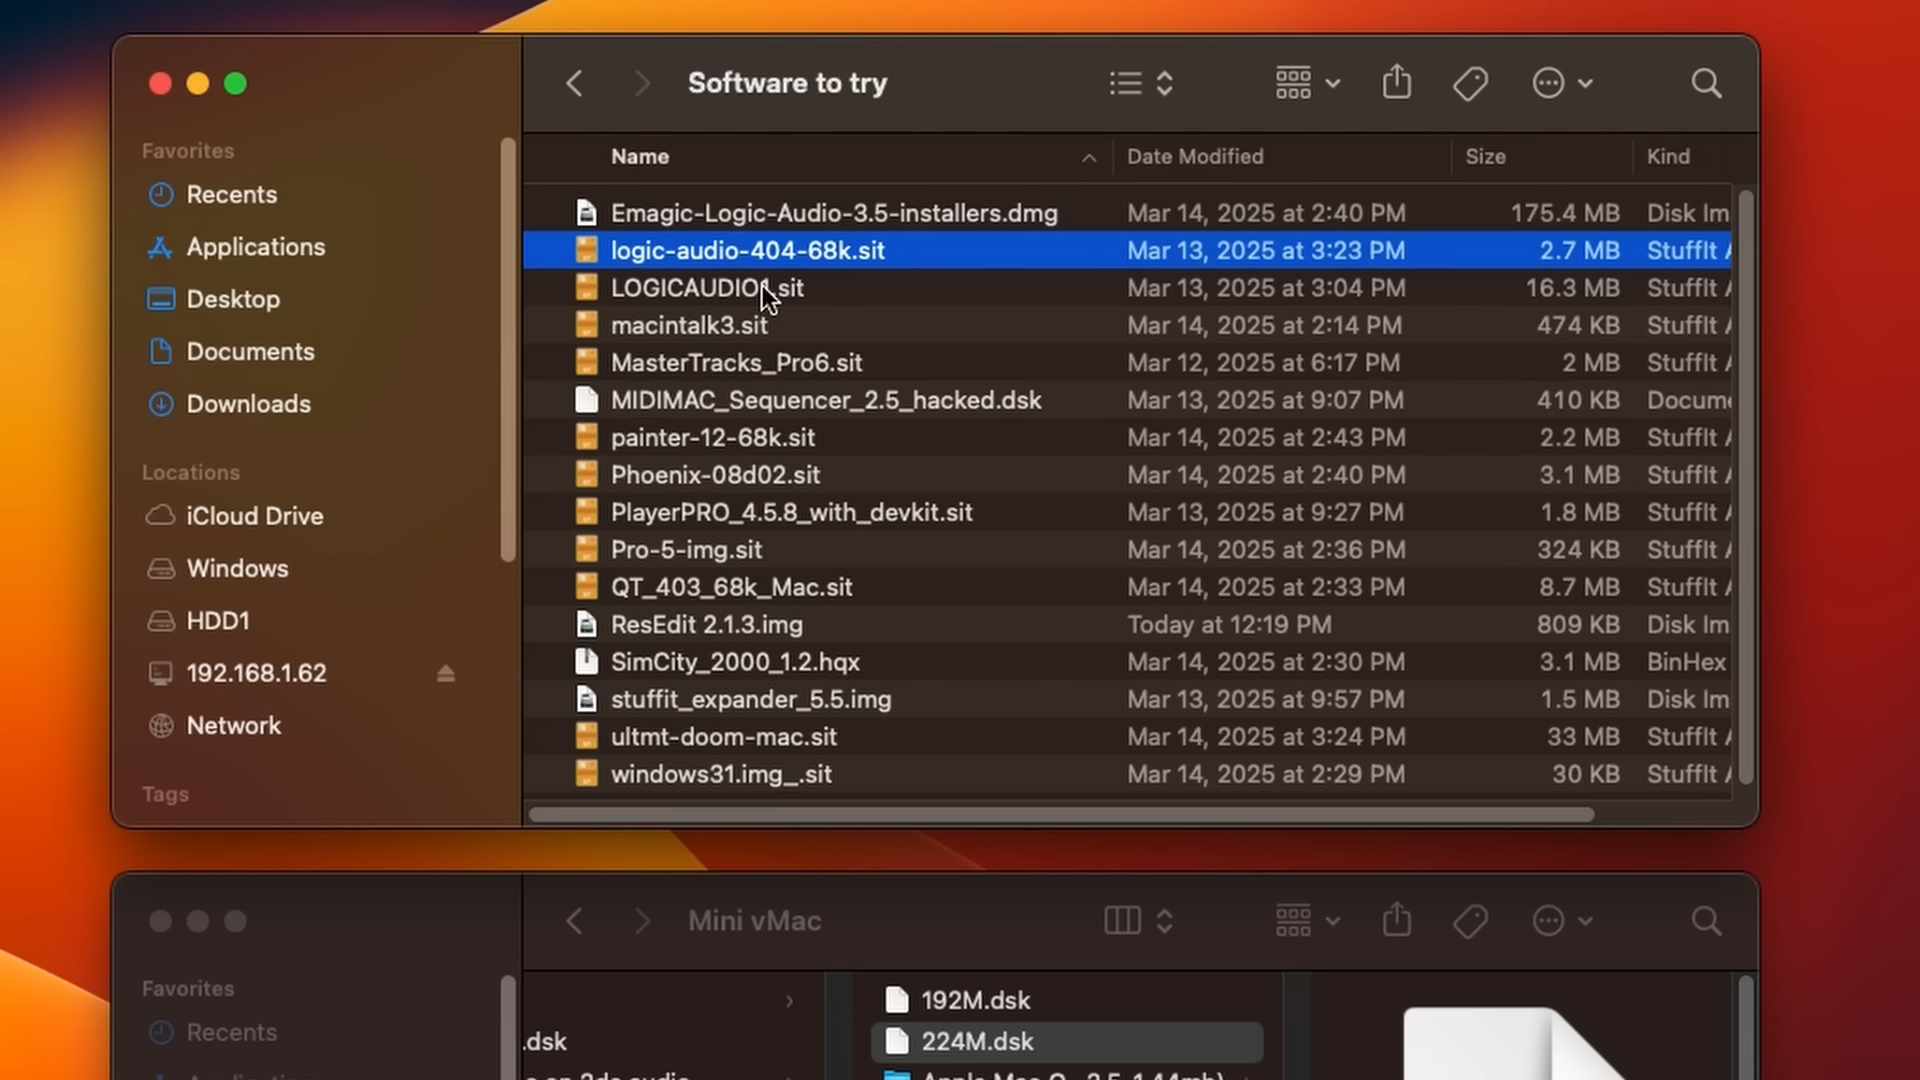 Software to try
Favorites
Recents
Applications
Desktop
Documents
Downloads
Locations
iCloud Drive
Windows
HDD1
192.168.1.62
Network
Tags
Name Date Modified Size Kind
Emagic-Logic-Audio-3.5-installers.dmg Mar 14, 2025 at 2:40 PM 175.4 MB Disk Im
logic-audio-404-68k.sit Mar 13, 2025 at 3:23 PM 2.7 MB StuffIt A
LOGICAUDIO1.sit Mar 13, 2025 at 3:04 PM 16.3 MB StuffIt A
macintalk3.sit Mar 14, 2025 at 2:14 PM 474 KB StuffIt A
MasterTracks_Pro6.sit Mar 12, 2025 at 6:17 PM 2 MB StuffIt A
MIDIMAC_Sequencer_2.5_hacked.dsk Mar 13, 2025 at 9:07 PM 410 KB Docume
painter-12-68k.sit Mar 14, 2025 at 2:43 PM 2.2 MB StuffIt A
Phoenix-08d02.sit Mar 14, 2025 at 2:40 PM 3.1 MB StuffIt A
PlayerPRO_4.5.8_with_devkit.sit Mar 13, 2025 at 9:27 PM 1.8 MB StuffIt A
Pro-5-img.sit Mar 14, 2025 at 2:36 PM 324 KB StuffIt A
QT_403_68k_Mac.sit Mar 14, 2025 at 2:33 PM 8.7 MB StuffIt A
ResEdit 2.1.3.img Today at 12:19 PM 809 KB Disk Im
SimCity_2000_1.2.hqx Mar 14, 2025 at 2:30 PM 3.1 MB BinHex
stuffit_expander_5.5.img Mar 13, 2025 at 9:57 PM 1.5 MB Disk Im
ultmt-doom-mac.sit Mar 14, 2025 at 3:24 PM 33 MB StuffIt A
windows31.img_.sit Mar 14, 2025 at 2:29 PM 30 KB StuffIt A
Mini vMac
Favorites
Recents
.dsk
192M.dsk
224M.dsk